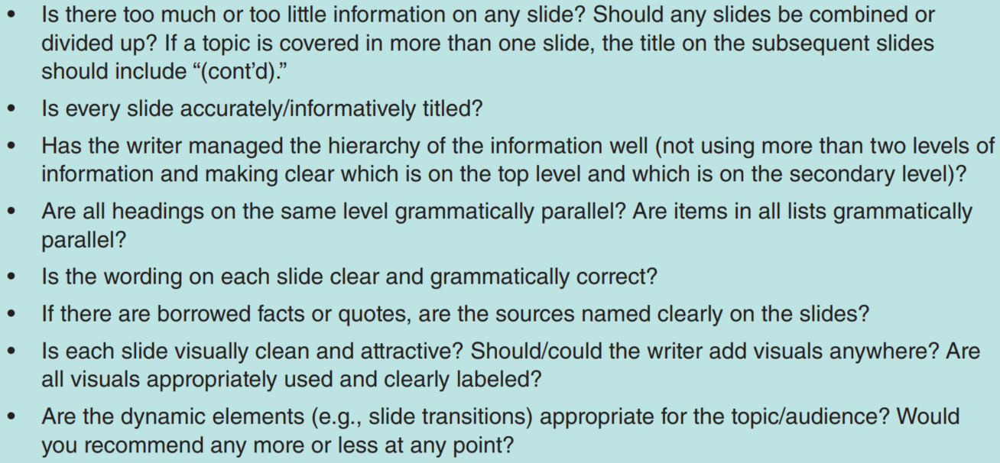 • Is there too much or too little information on any slide? Should any slides be combined or
divided up? If a topic is covered in more than one slide, the title on the subsequent slides
should include “(cont’d).”
• Is every slide accurately/informatively titled?
• Has the writer managed the hierarchy of the information well (not using more than two levels of
information and making clear which is on the top level and which is on the secondary level)?
• Are all headings on the same level grammatically parallel? Are items in all lists grammatically
parallel?
• Is the wording on each slide clear and grammatically correct?
• If there are borrowed facts or quotes, are the sources named clearly on the slides?
• Is each slide visually clean and attractive? Should/could the writer add visuals anywhere? Are
all visuals appropriately used and clearly labeled?
• Are the dynamic elements (e.g., slide transitions) appropriate for the topic/audience? Would
you recommend any more or less at any point?